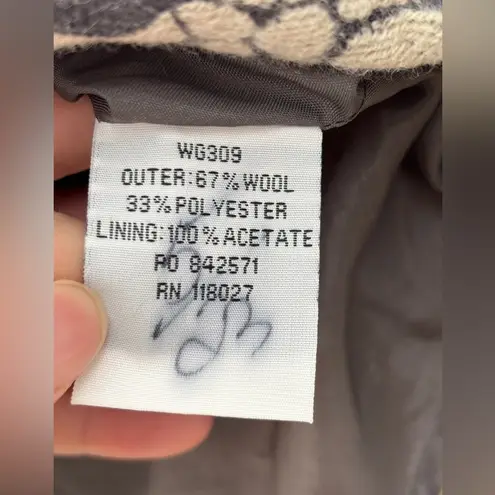 WG309
OUTER:67%WOOL
33%POLYESTER
LINING:100%ACETATE
PO 842571
RN 118027